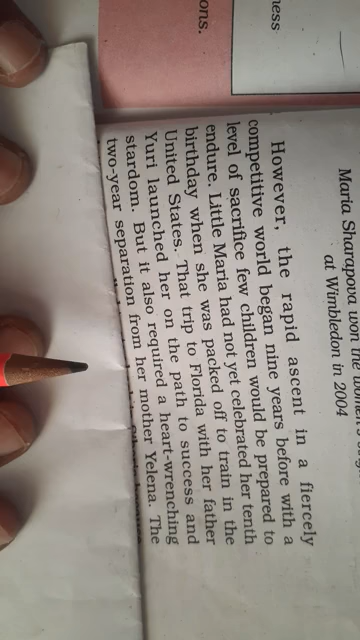 ness
ons.
Maria Sharapova won the
at Wimbledon in 2004
However, the rapid ascent in a fiercely
competitive world began nine years before with a
level of sacrifice few children would be prepared to
endure. Little Maria had not yet celebrated her tenth
birthday when she was packed off to train in the
United States. That trip to Florida with her father
Yuri launched her on the path to success and
stardom. But it also required a heart-wrenching
two-year separation from her mother Yelena. The